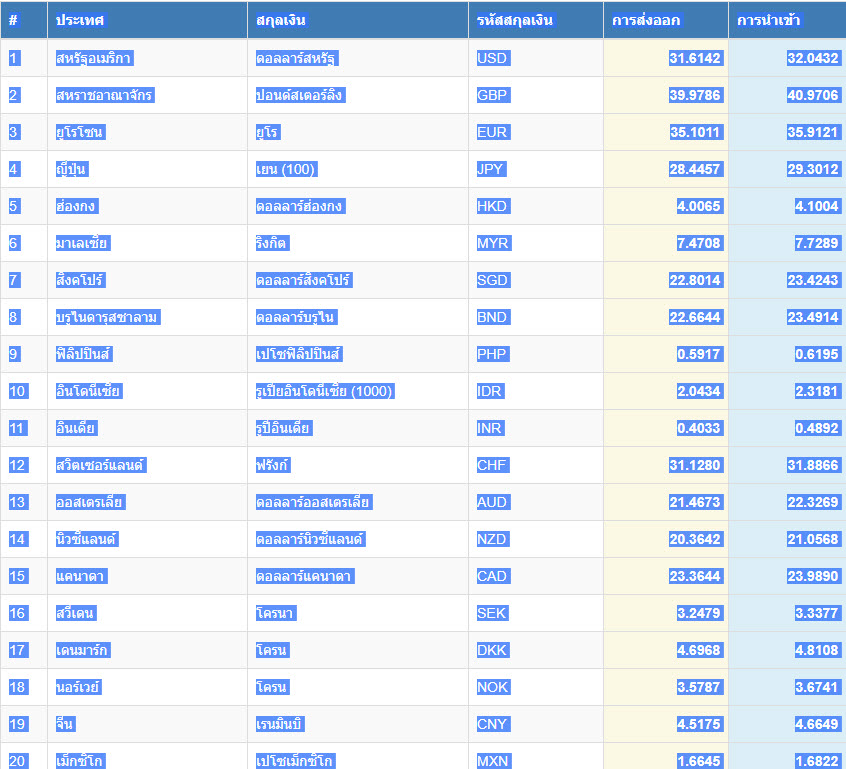 # ประเทศ สกุลเงิน รหัสสกุลเงิน การส่งออก การนำเข้า
1 สหรัฐอเมริกา ดอลลาร์สหรัฐ USD 31.6142 32.0432
2 สหราชอาณาจักร ปอนด์สเตอร์ลิง GBP 39.9786 40.9706
3 ยูโรโซน ยูโร EUR 35.1011 35.9121
4 ญี่ปุ่น เยน (100) JPY 28.4457 29.3012
5 ฮ่องกง ดอลลาร์ฮ่องกง HKD 4.0065 4.1004
6 มาเลเซีย ริงกิต MYR 7.4708 7.7289
7 สิงคโปร์ ดอลลาร์สิงคโปร์ SGD 22.8014 23.4243
8 บรูไนดารุสซาลาม ดอลลาร์บรูไน BND 22.6644 23.4914
9 ฟิลิปปินส์ เปโซฟิลิปปินส์ PHP 0.5917 0.6195
10 อินโดนีเซีย รูเปียอินโดนีเซีย (1000) IDR 2.0434 2.3181
11 อินเดีย รูปีอินเดีย INR 0.4033 0.4892
12 สวิตเซอร์แลนด์ ฟรังก์ CHF 31.1280 31.8866
13 ออสเตรเลีย ดอลลาร์ออสเตรเลีย AUD 21.4673 22.3269
14 นิวซีแลนด์ ดอลลาร์นิวซีแลนด์ NZD 20.3642 21.0568
15 แคนาดา ดอลลาร์แคนาดา CAD 23.3644 23.9890
16 สวีเดน โครนา SEK 3.2479 3.3377
17 เดนมาร์ก โครน DKK 4.6968 4.8108
18 นอร์เวย์ โครน NOK 3.5787 3.6741
19 จีน เรนมินบิ CNY 4.5175 4.6649
20 เม็กซิโก เปโซเม็กซิโก MXN 1.6645 1.6822